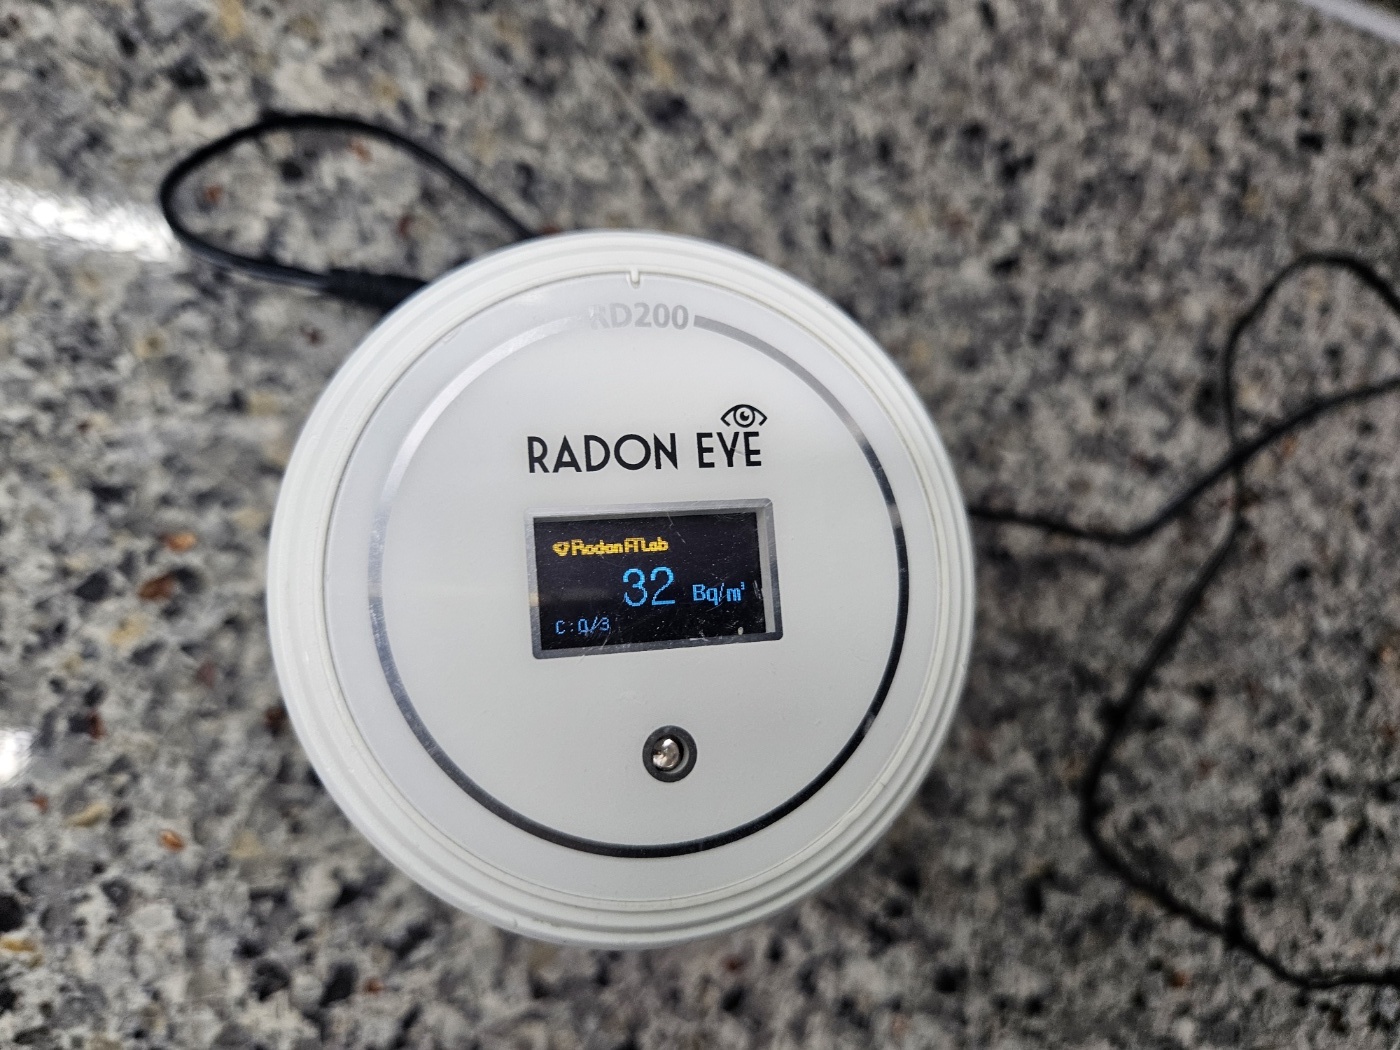 RD200
RADON EYE
RadonFTLab
32 Bq/m³
C:0/3